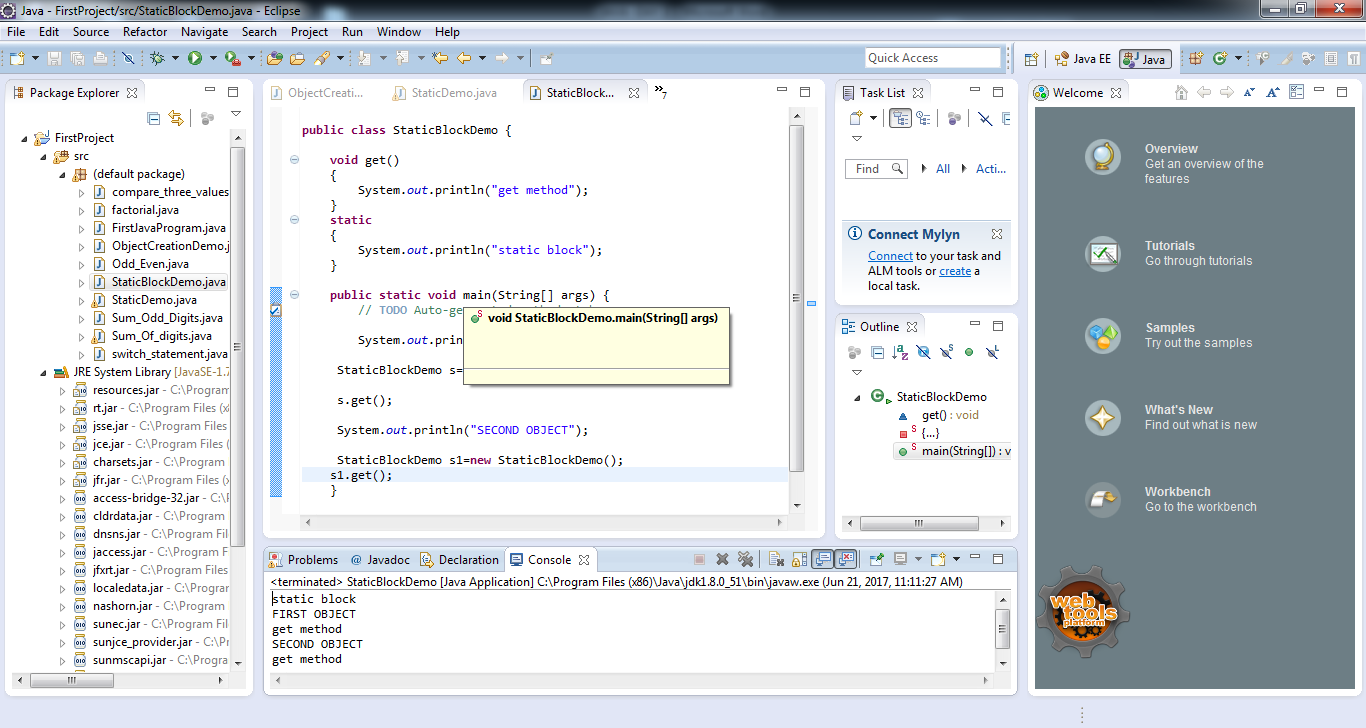 Java - FirstProject/src/StaticBlockDemo.java - Eclipse
File Edit Source Refactor Navigate Search Project Run Window Help
Quick Access
Java EE
Java
Package Explorer
FirstProject
src
(default package)
compare_three_values
factorial.java
FirstJavaProgram.java
ObjectCreationDemo.j
Odd_Even.java
StaticBlockDemo.java
StaticDemo.java
Sum_Odd_Digits.java
Sum_Of_digits.java
switch_statement.java
JRE System Library [JavaSE-1.7
resources.jar - C:\Program
rt.jar - C:\Program Files (x8
jsse.jar - C:\Program Files
jce.jar - C:\Program Files (
charsets.jar - C:\Program
jfr.jar - C:\Program Files (x
access-bridge-32.jar - C:\P
cldrdata.jar - C:\Program
dnsns.jar - C:\Program Fil
jaccess.jar - C:\Program Fi
jfxrt.jar - C:\Program Files
localedata.jar - C:\Progra
nashorn.jar - C:\Program
sunec.jar - C:\Program Fil
sunjce_provider.jar - C:\P
sunmscapi.jar - C:\Progra
ObjectCreati...
StaticDemo.java
StaticBlock...
»7
public class StaticBlockDemo {
void get()
{
System.out.println("get method");
}
static
{
System.out.println("static block");
}
public static void main(String[] args) {
// TODO Auto-ge
System.out.prin
StaticBlockDemo s=
void StaticBlockDemo.main(String[] args)
s.get();
System.out.println("SECOND OBJECT");
StaticBlockDemo s1=new StaticBlockDemo();
s1.get();
}
Problems
@ Javadoc
Declaration
Console
<terminated> StaticBlockDemo [Java Application] C:\Program Files (x86)\Java\jdk1.8.0_51\bin\javaw.exe (Jun 21, 2017, 11:11:27 AM)
static block
FIRST OBJECT
get method
SECOND OBJECT
get method
Task List
Find
All
Acti...
Connect Mylyn
Connect to your task and
ALM tools or create a
local task.
Outline
StaticBlockDemo
get() : void
{...}
main(String[]) : v
Welcome
Overview
Get an overview of the
features
Tutorials
Go through tutorials
Samples
Try out the samples
What's New
Find out what is new
Workbench
Go to the workbench
web
tools
platform